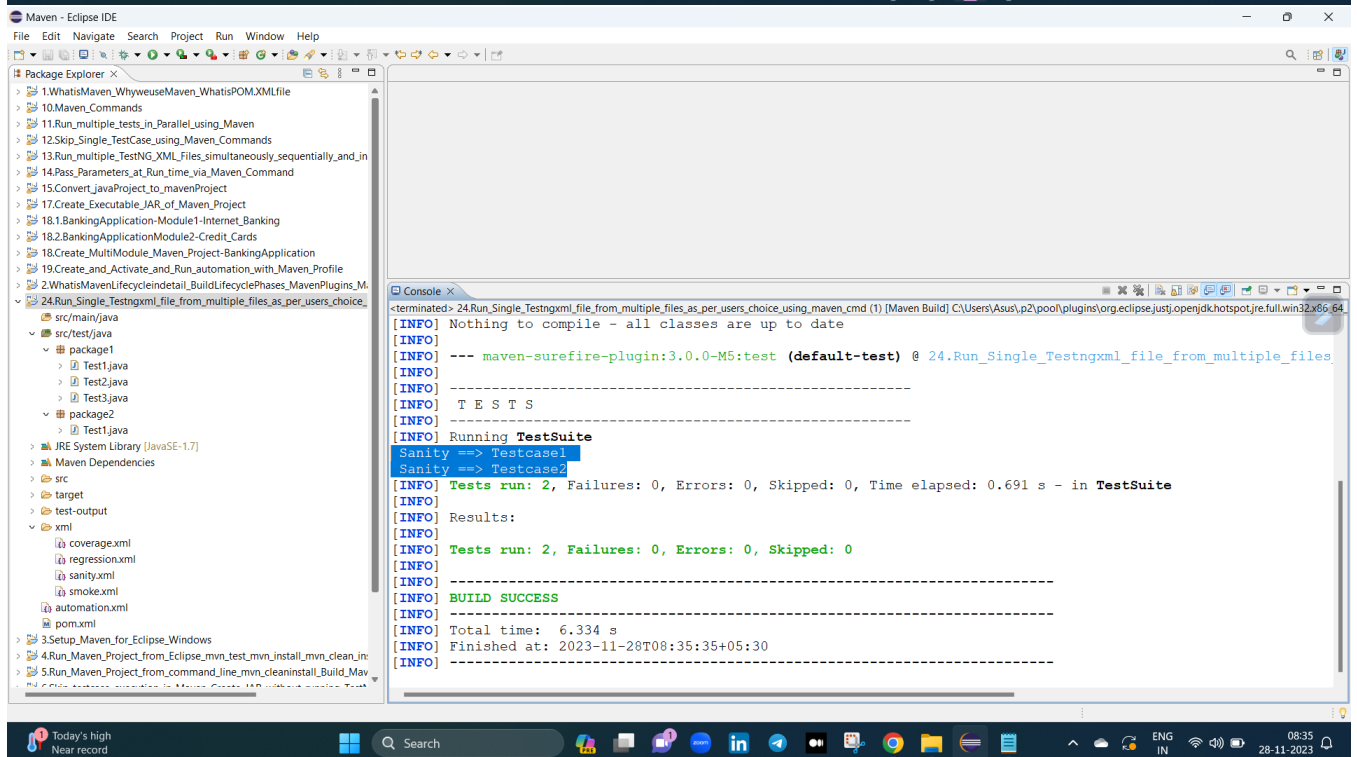 Maven - Eclipse IDE
File Edit Navigate Search Project Run Window Help
Package Explorer
1.WhatisMaven_WhyweuseMaven_WhatisPOM.XMLfile
10.Maven_Commands
11.Run_multiple_tests_in_Parallel_using_Maven
12.Skip_Single_TestCase_using_Maven_Commands
13.Run_multiple_TestNG_XML_Files_simultaneously_sequentially_and_in
14.Pass_Parameters_at_Run_time_via_Maven_Command
15.Convert_javaProject_to_mavenProject
17.Create_Executable_JAR_of_Maven_Project
18.1.BankingApplication-Module1-Internet_Banking
18.2.BankingApplicationModule2-Credit_Cards
18.Create_MultiModule_Maven_Project-BankingApplication
19.Create_and_Activate_and_Run_automation_with_Maven_Profile
2.WhatisMavenLifecycleindetail_BuildLifecyclePhases_MavenPlugins_M
24.Run_Single_Testngxml_file_from_multiple_files_as_per_users_choice_
src/main/java
src/test/java
package1
Test1.java
Test2.java
Test3.java
package2
Test1.java
JRE System Library [JavaSE-1.7]
Maven Dependencies
src
target
test-output
xml
coverage.xml
regression.xml
sanity.xml
smoke.xml
automation.xml
pom.xml
3.Setup_Maven_for_Eclipse_Windows
4.Run_Maven_Project_from_Eclipse_mvn_test_mvn_install_mvn_clean_in
5.Run_Maven_Project_from_command_line_mvn_cleaninstall_Build_Mav
Console
<terminated> 24.Run_Single_Testngxml_file_from_multiple_files_as_per_users_choice_using_maven_cmd (1) [Maven Build] C:\Users\Asus\.p2\pool\plugins\org.eclipse.justj.openjdk.hotspot.jre.full.win32.x86_64_
[INFO] Nothing to compile - all classes are up to date
[INFO]
[INFO] --- maven-surefire-plugin:3.0.0-M5:test (default-test) @ 24.Run_Single_Testngxml_file_from_multiple_files_
[INFO]
[INFO] -------------------------------------------------------
[INFO]  T E S T S
[INFO] -------------------------------------------------------
[INFO] Running TestSuite
Sanity ==> Testcase1
Sanity ==> Testcase2
[INFO] Tests run: 2, Failures: 0, Errors: 0, Skipped: 0, Time elapsed: 0.691 s - in TestSuite
[INFO]
[INFO] Results:
[INFO]
[INFO] Tests run: 2, Failures: 0, Errors: 0, Skipped: 0
[INFO]
[INFO] ------------------------------------------------------------------------
[INFO] BUILD SUCCESS
[INFO] ------------------------------------------------------------------------
[INFO] Total time:  6.334 s
[INFO] Finished at: 2023-11-28T08:35:35+05:30
[INFO] ------------------------------------------------------------------------
1
Today's high
Near record
Search
PRE
1
zoom
in
ENG
IN
08:35
28-11-2023